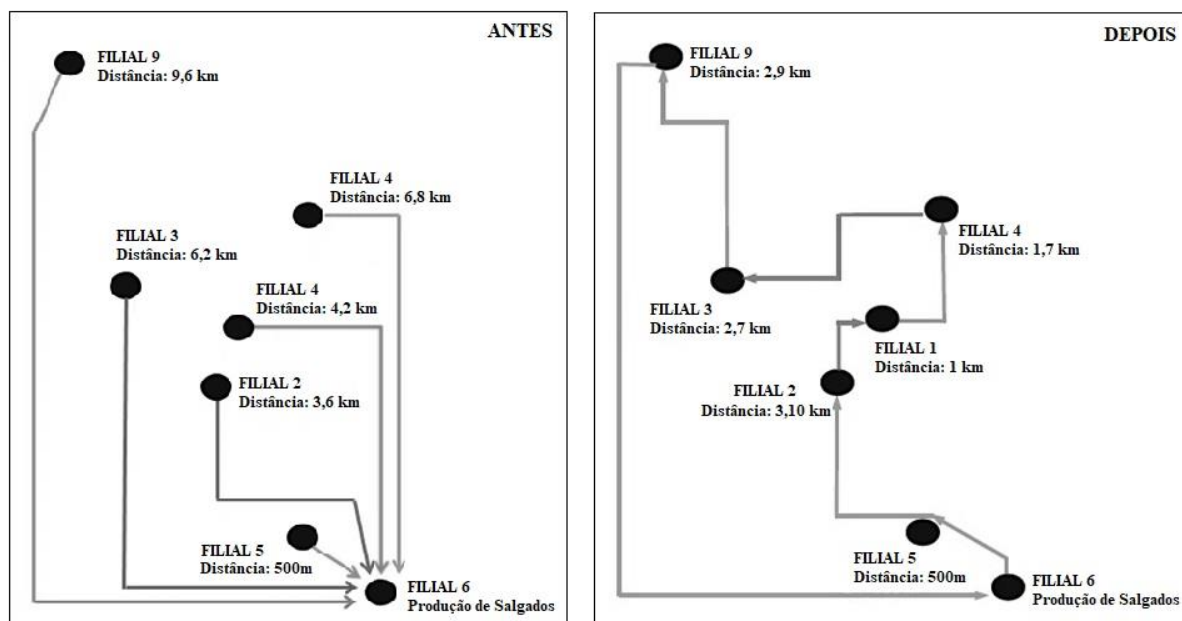 ANTES
FILIAL 9
Distância: 9,6 km
FILIAL 4
Distância: 6,8 km
FILIAL 3
Distância: 6,2 km
FILIAL 4
Distância: 4,2 km
FILIAL 2
Distância: 3,6 km
FILIAL 5
Distância: 500m
FILIAL 6
Produção de Salgados
DEPOIS
FILIAL 9
Distância: 2,9 km
FILIAL 4
Distância: 1,7 km
FILIAL 3
Distância: 2,7 km
FILIAL 1
Distância: 1 km
FILIAL 2
Distância: 3,10 km
FILIAL 5
Distância: 500m
FILIAL 6
Produção de Salgados